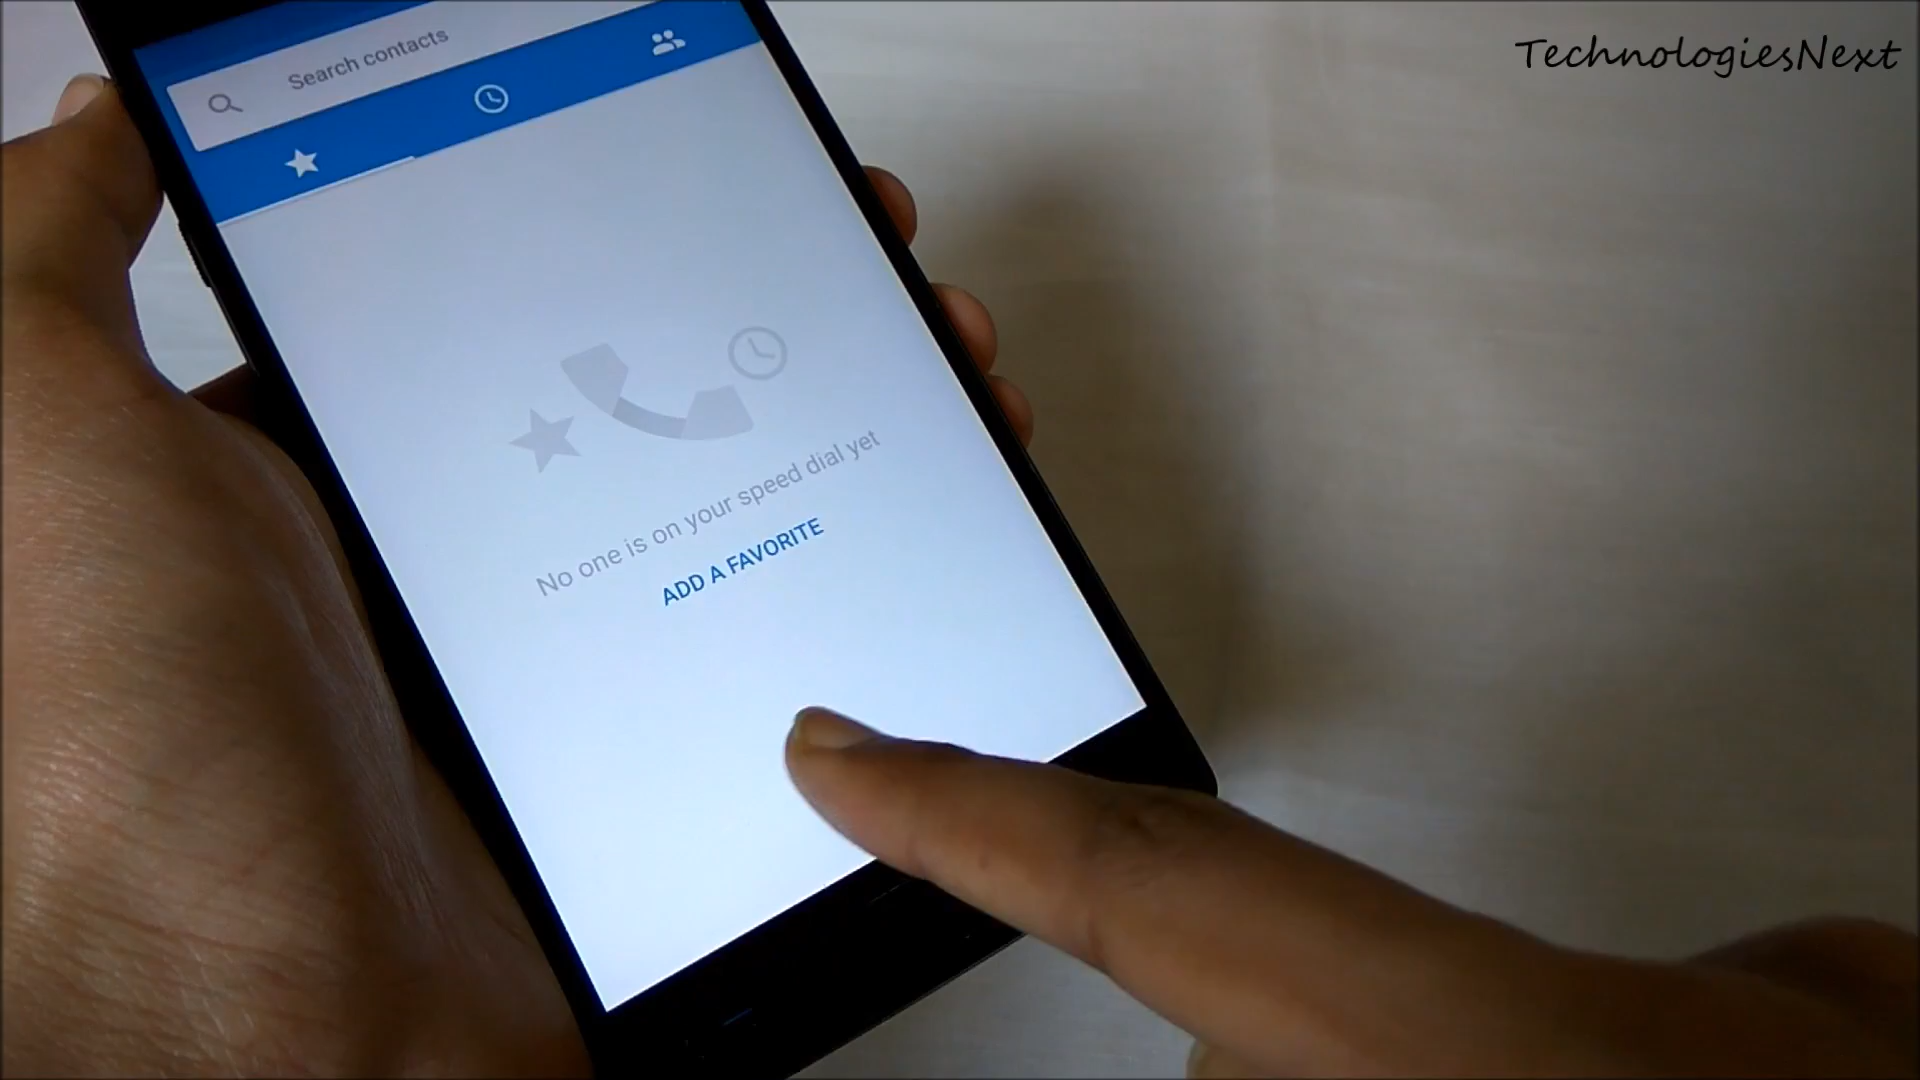 TechnologiesNext
Search contacts
No one is on your speed dial yet
ADD A FAVORITE